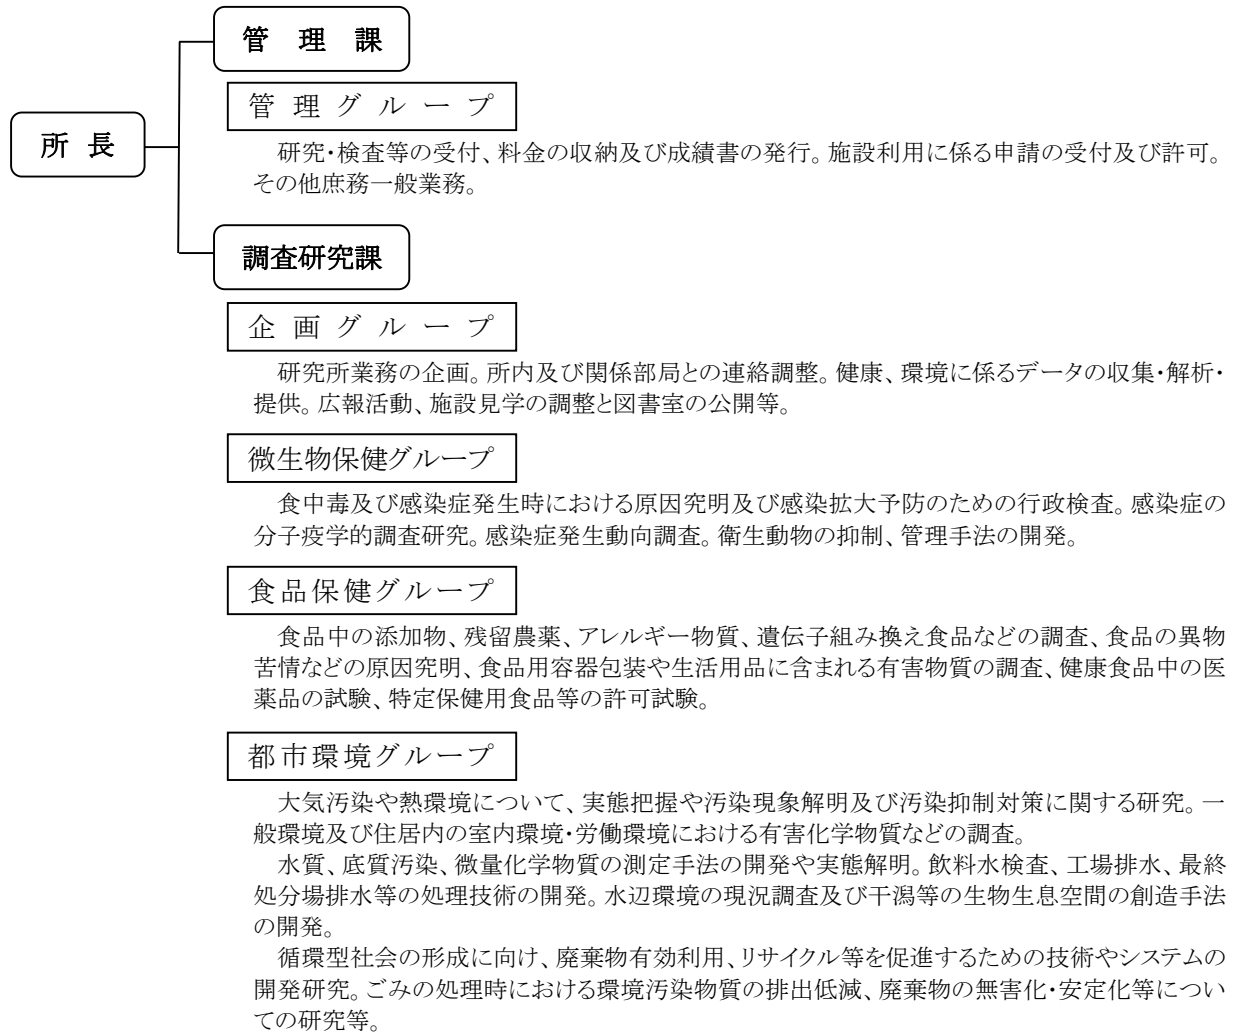 管理課
管理グループ
所長
研究・検査等の受付、料金の収納及び成績書の発行。施設利用に係る申請の受付及び許可。
その他庶務一般業務。
調査研究課
企画グループ
研究所業務の企画。所内及び関係部局との連絡調整。健康、環境に係るデータの収集・解析・
提供。広報活動、施設見学の調整と図書室の公開等。
微生物保健グループ
食中毒及び感染症発生時における原因究明及び感染拡大予防のための行政検査。感染症の
分子疫学的調査研究。感染症発生動向調査。衛生動物の抑制、管理手法の開発。
食品保健グループ
食品中の添加物、残留農薬、アレルギー物質、遺伝子組み換え食品などの調査、食品の異物
苦情などの原因究明、食品用容器包装や生活用品に含まれる有害物質の調査、健康食品中の医
薬品の試験、特定保健用食品等の許可試験。
都市環境グループ
大気汚染や熱環境について、実態把握や汚染現象解明及び汚染抑制対策に関する研究。一
般環境及び住居内の室内環境・労働環境における有害化学物質などの調査。
水質、底質汚染、微量化学物質の測定手法の開発や実態解明。飲料水検査、工場排水、最終
処分場排水等の処理技術の開発。水辺環境の現況調査及び干潟等の生物生息空間の創造手法
の開発。
循環型社会の形成に向け、廃棄物有効利用、リサイクル等を促進するための技術やシステムの
開発研究。ごみの処理時における環境汚染物質の排出低減、廃棄物の無害化・安定化等につい
ての研究等。